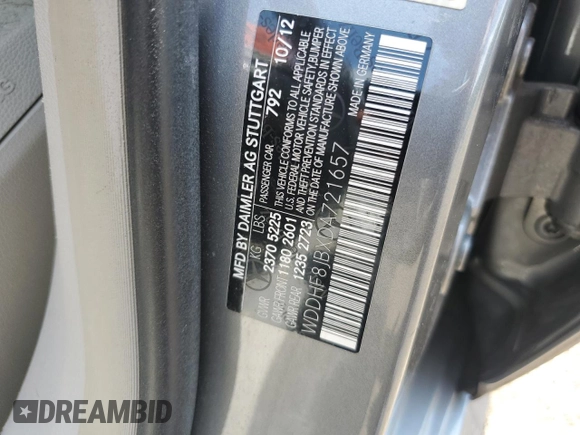 MFD BY DAIMLER AG STUTTGART
792 10/12
PASSENGER CAR
THIS VEHICLE CONFORMS TO ALL APPLICABLE
U.S. FEDERAL MOTOR VEHICLE SAFETY, BUMPER
AND THEFT PREVENTION STANDARDS IN EFFECT
ON THE DATE OF MANUFACTURE SHOWN ABOVE
KG LBS
GVWR 2370 5225
GAWR FRONT 1180 2601
GAWR REAR 1235 2723
MADE IN GERMANY
DREAMBID